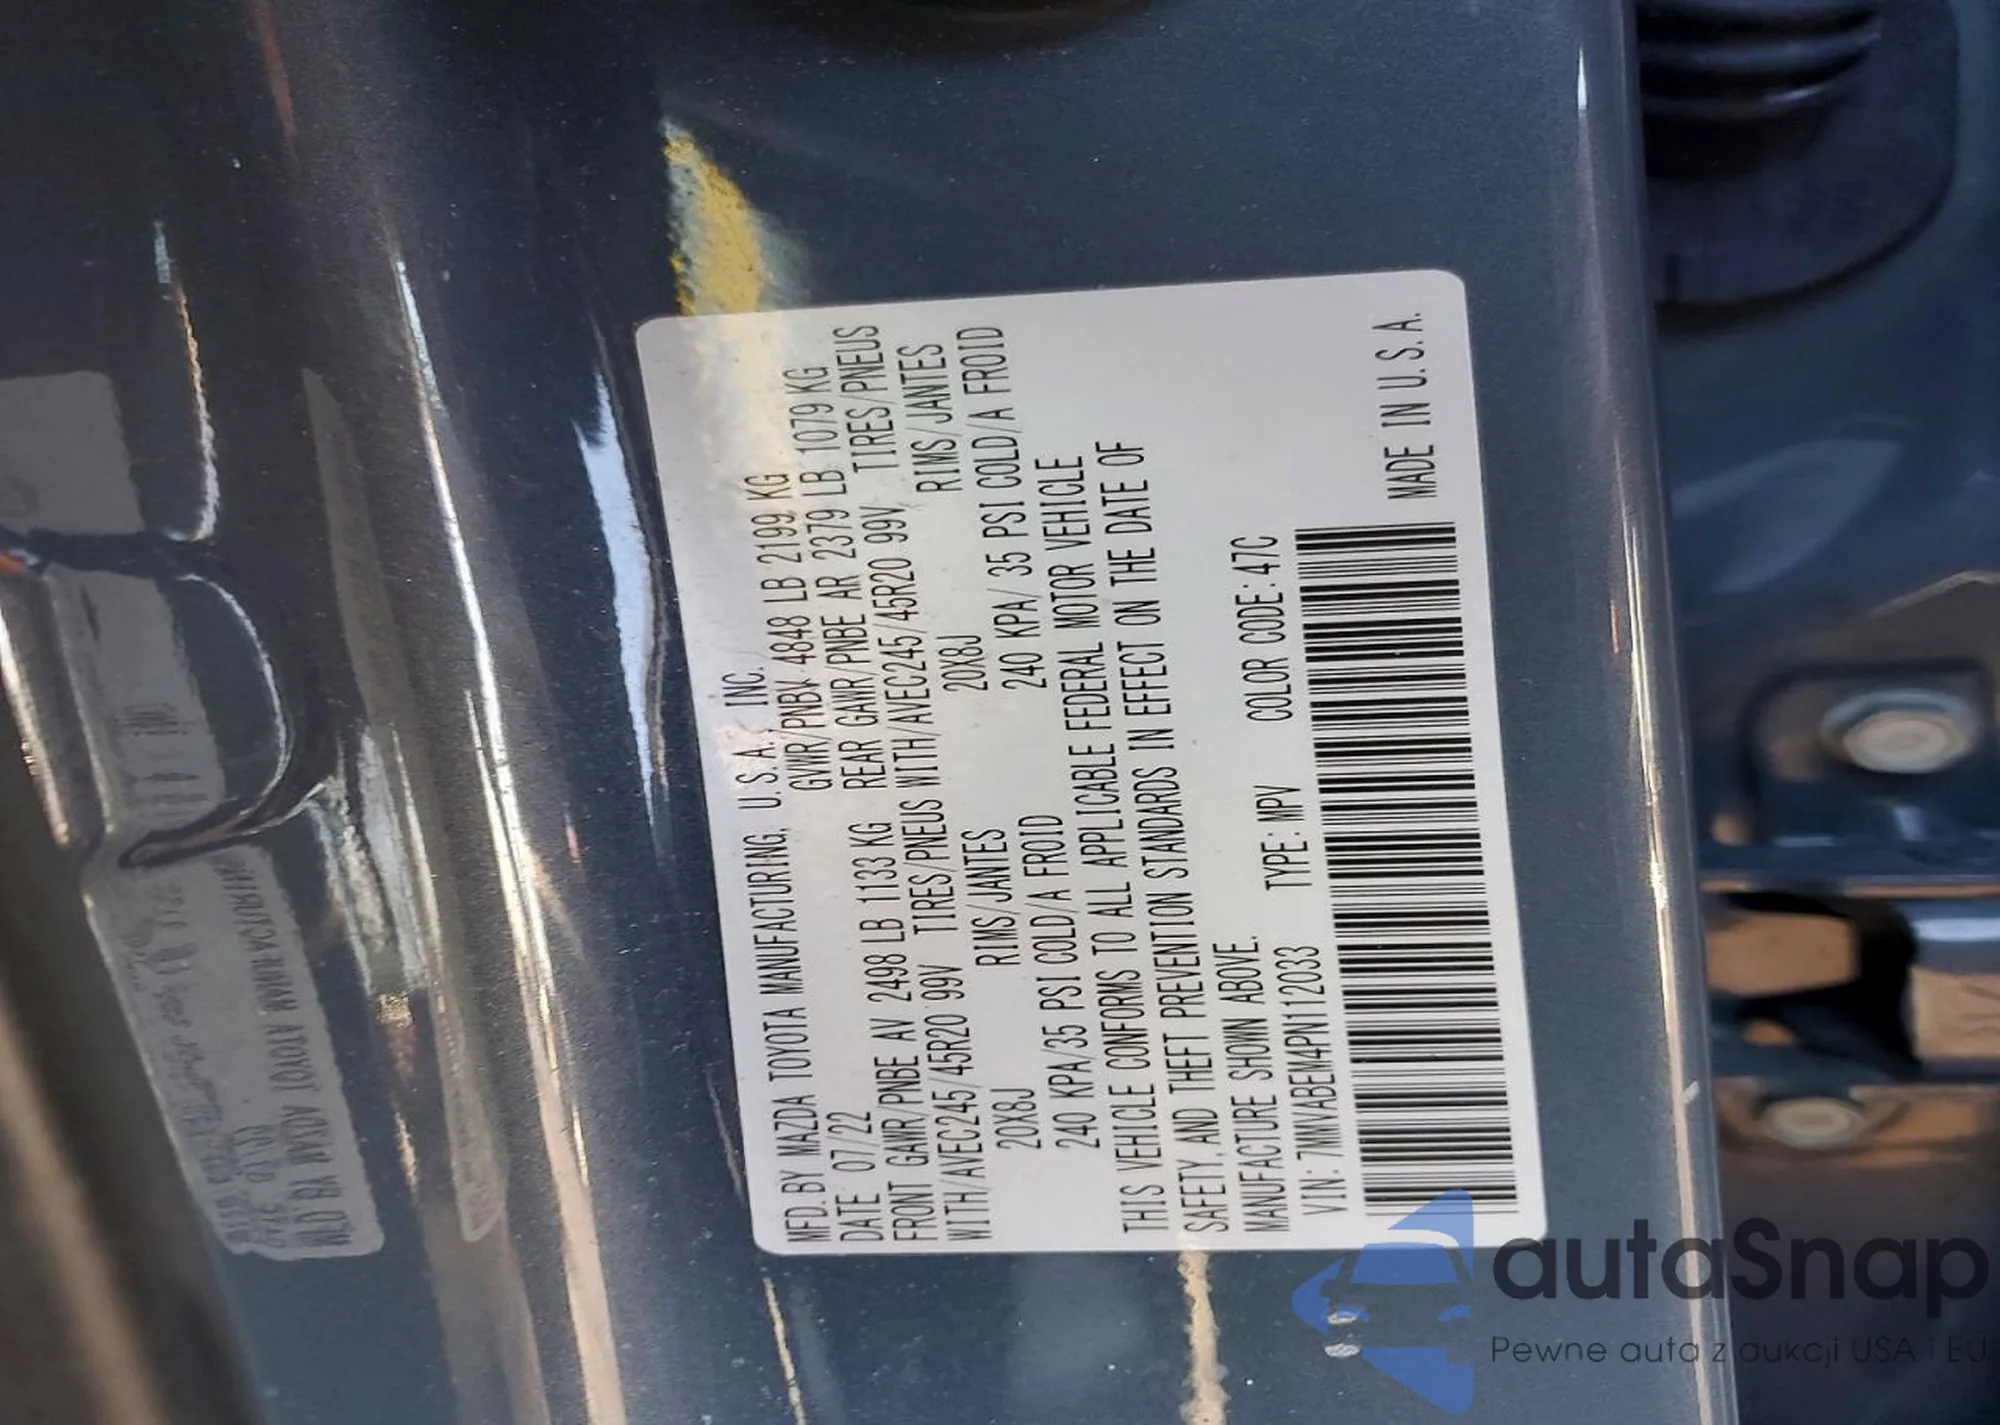 MFD. BY MAZDA TOYOTA MANUFACTURING, U.S.A., INC.
DATE 07/22 GVWR/PNBV 4848 LB 2199 KG
FRONT GAWR/PNBE AV 2498 LB 1133 KG REAR GAWR/PNBE AR 2379 LB 1079 KG
WITH/AVEC245/45R20 99V TIRES/PNEUS WITH/AVEC245/45R20 99V TIRES/PNEUS
20X8J RIMS/JANTES 20X8J RIMS/JANTES
240 KPA/35 PSI COLD/A FROID 240 KPA/ 35 PSI COLD/A FROID
THIS VEHICLE CONFORMS TO ALL APPLICABLE FEDERAL MOTOR VEHICLE
SAFETY, AND THEFT PREVENTION STANDARDS IN EFFECT ON THE DATE OF
MANUFACTURE SHOWN ABOVE.
VIN: 7MMVABEM4PN112033 TYPE: MPV COLOR CODE: 47C
MADE IN U.S.A.
autaSnap
Pewne auta z aukcji USA i EU